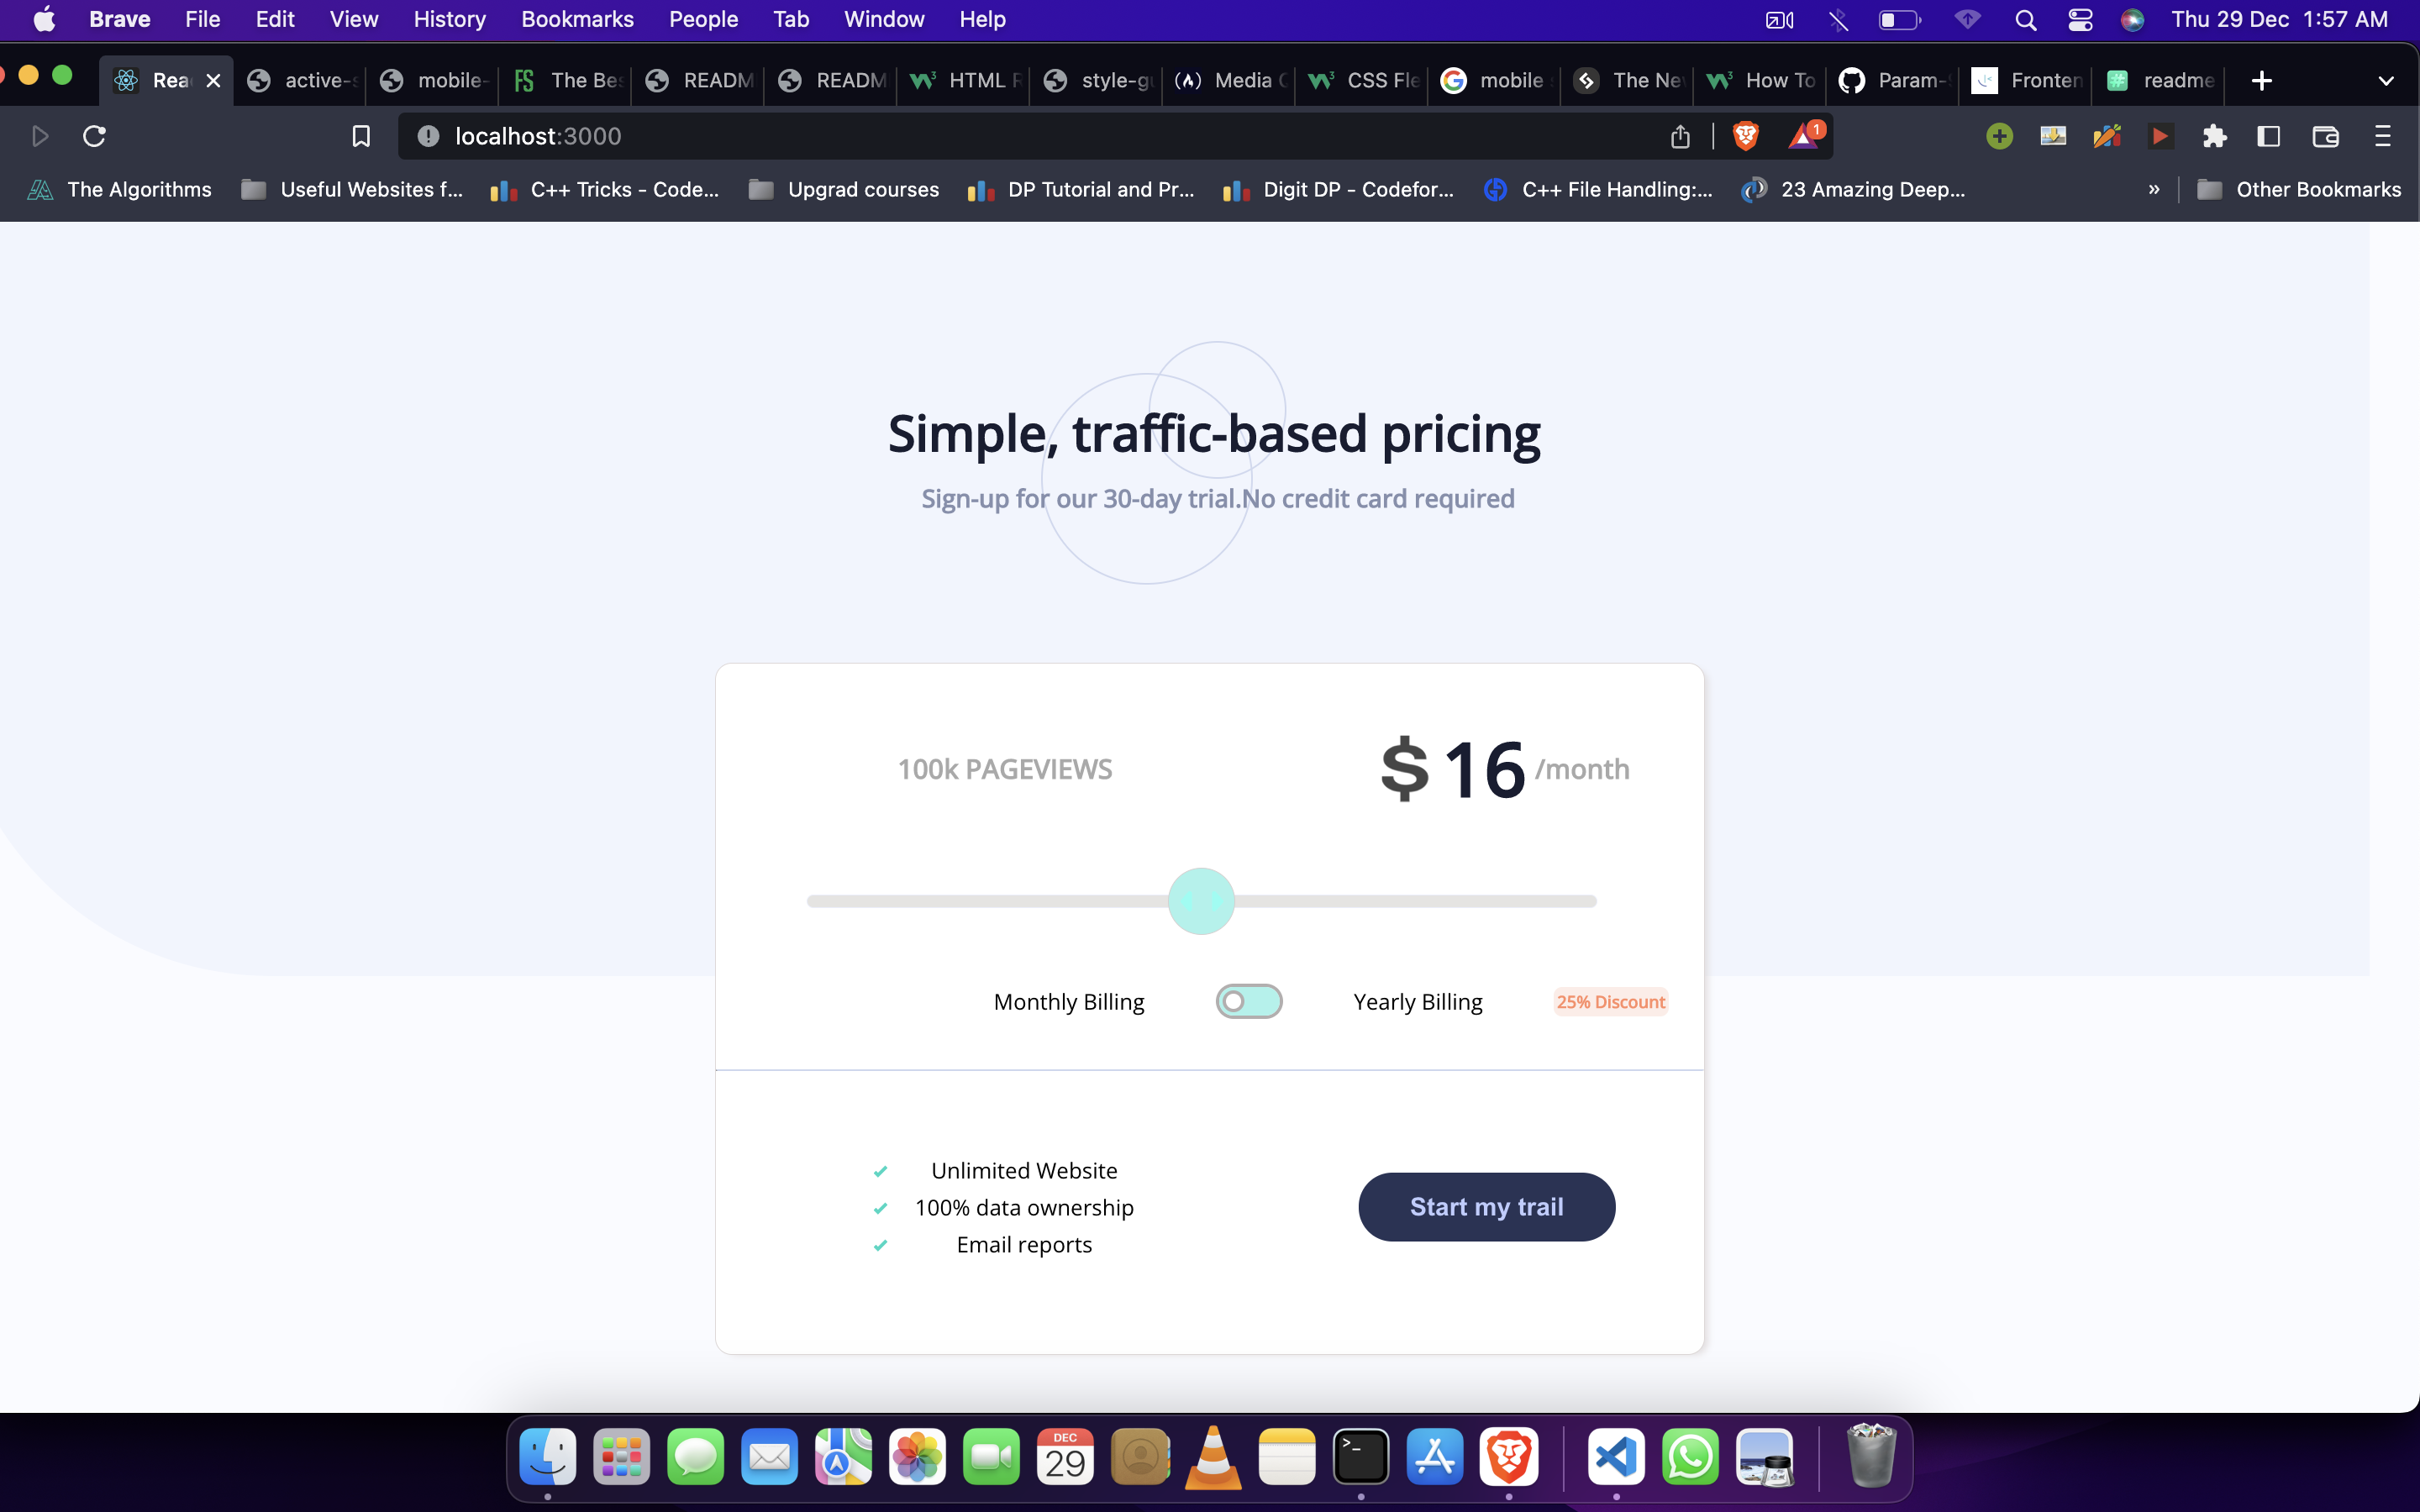 Brave File Edit View History Bookmarks People Tab Window Help Thu 29 Dec 1:57 AM
Rea active-s mobile- FS The Bes READM READM HTML R style-gu Media CSS Fle mobile The Ne How To Param- Fronten readme
localhost:3000 1
The Algorithms Useful Websites f... C++ Tricks - Code... Upgrad courses DP Tutorial and Pr... Digit DP - Codefor... C++ File Handling:... 23 Amazing Deep... » Other Bookmarks
Simple, traffic-based pricing
Sign-up for our 30-day trial.No credit card required
100k PAGEVIEWS $ 16 /month
Monthly Billing Yearly Billing 25% Discount
Unlimited Website
100% data ownership
Email reports
Start my trail
DEC
29